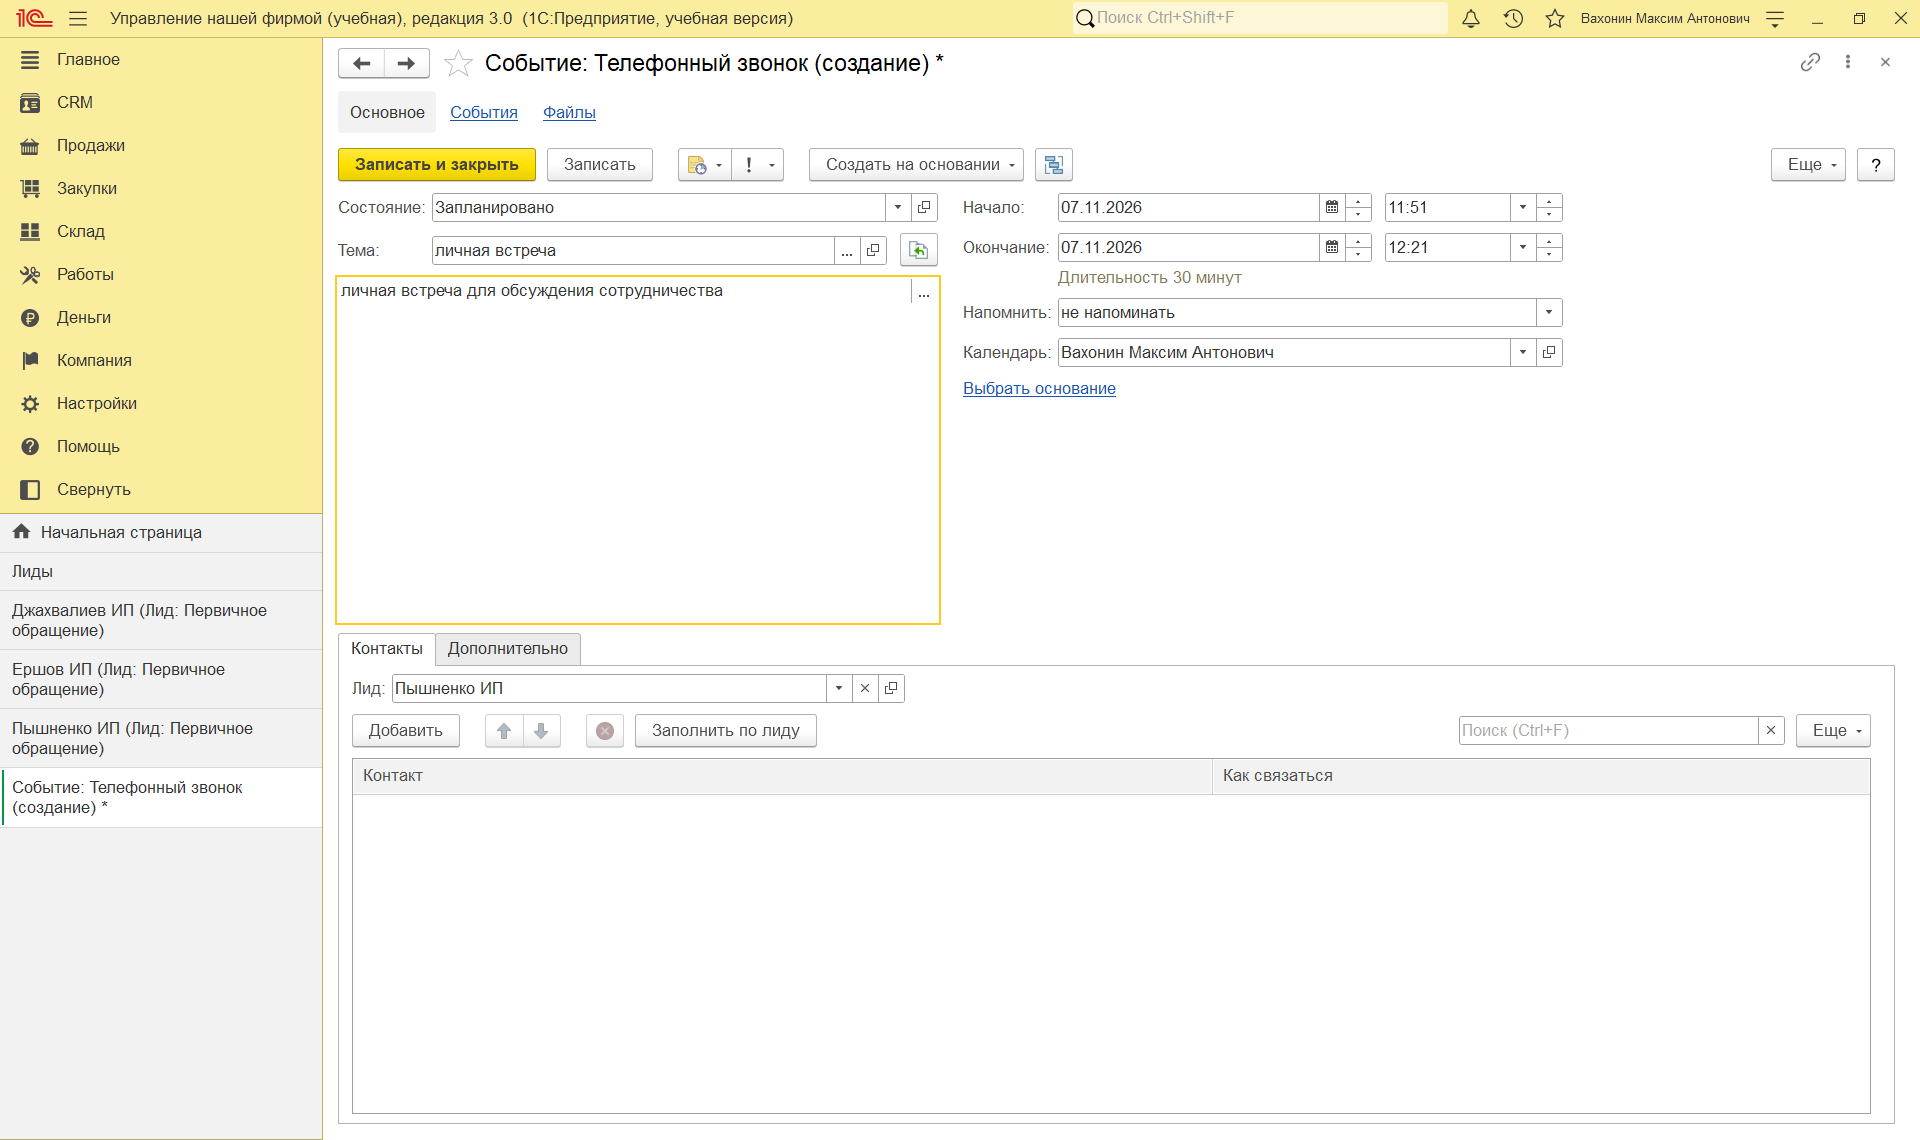 1С Управление нашей фирмой (учебная), редакция 3.0 (1С:Предприятие, учебная версия) Поиск Ctrl+Shift+F Вахонин Максим Антонович
Главное
CRM
Продажи
Закупки
Склад
Работы
Деньги
Компания
Настройки
Помощь
Свернуть
Начальная страница
Лиды
Джахвалиев ИП (Лид: Первичное
обращение)
Ершов ИП (Лид: Первичное
обращение)
Пышненко ИП (Лид: Первичное
обращение)
Событие: Телефонный звонок
(создание) *
Событие: Телефонный звонок (создание) *
Основное События Файлы
Записать и закрыть Записать ! Создать на основании Еще ?
Состояние: Запланировано
Тема: личная встреча ...
личная встреча для обсуждения сотрудничества ...
Начало: 07.11.2026 11:51
Окончание: 07.11.2026 12:21
Длительность 30 минут
Напомнить: не напоминать
Календарь: Вахонин Максим Антонович
Выбрать основание
Контакты Дополнительно
Лид: Пышненко ИП
Добавить Заполнить по лиду Поиск (Ctrl+F) Еще
Контакт Как связаться